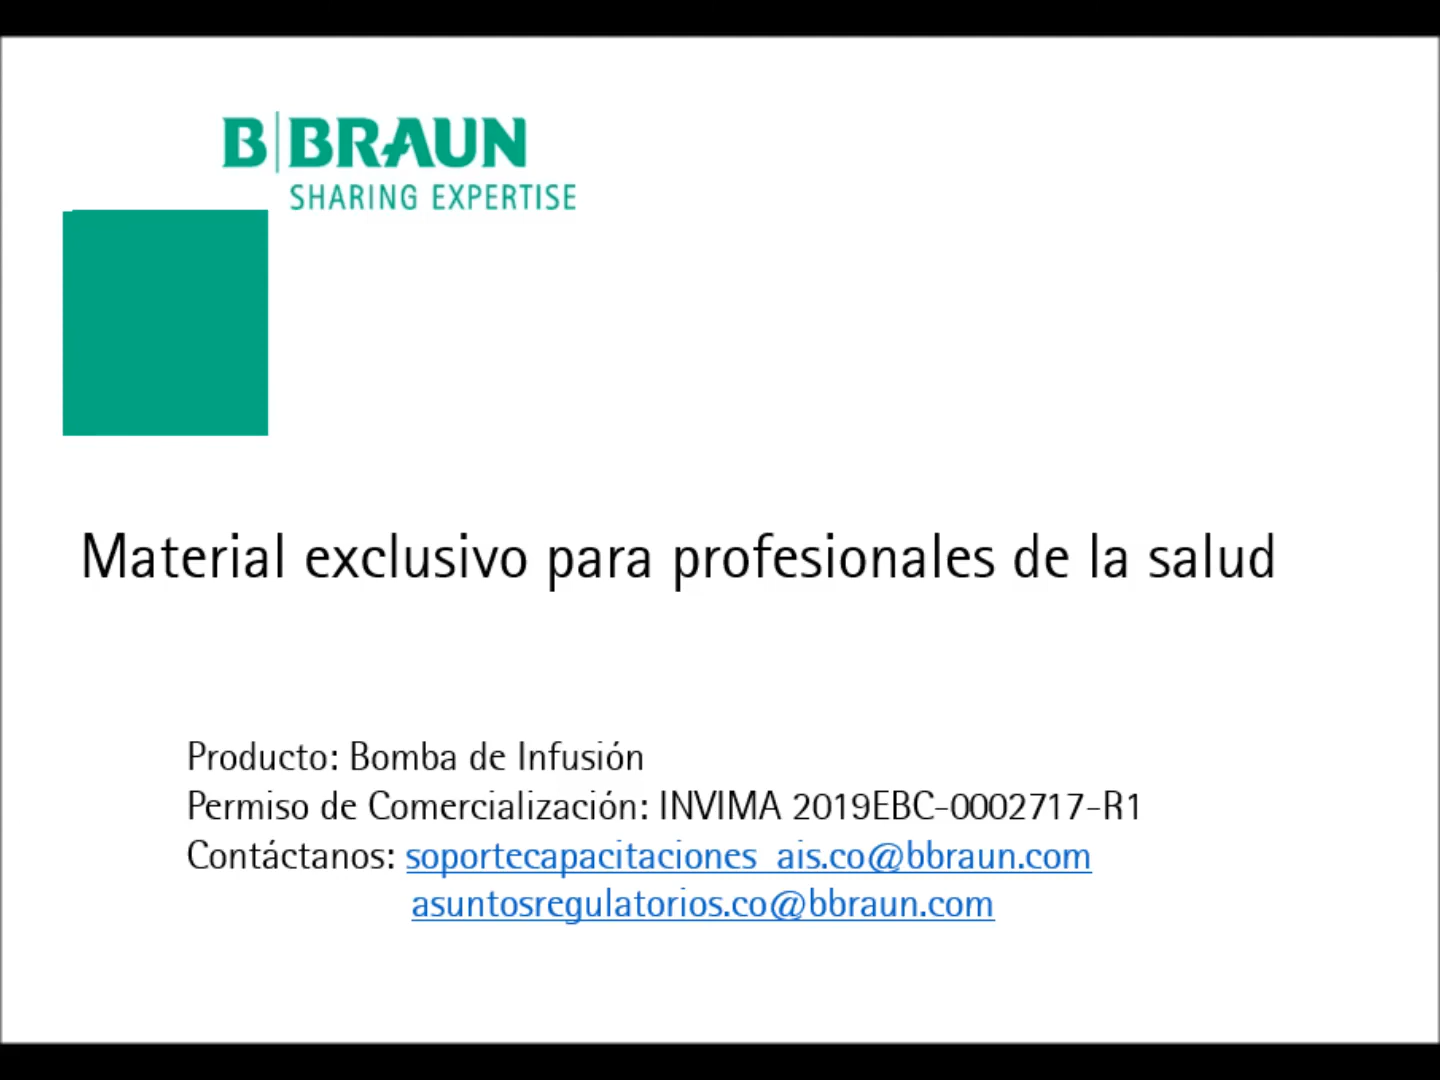 B|BRAUN
SHARING EXPERTISE
Material exclusivo para profesionales de la salud
Producto: Bomba de Infusión
Permiso de Comercialización: INVIMA 2019EBC-0002717-R1
Contáctanos: soportecapacitaciones_ais.co@bbraun.com
asuntosregulatorios.co@bbraun.com